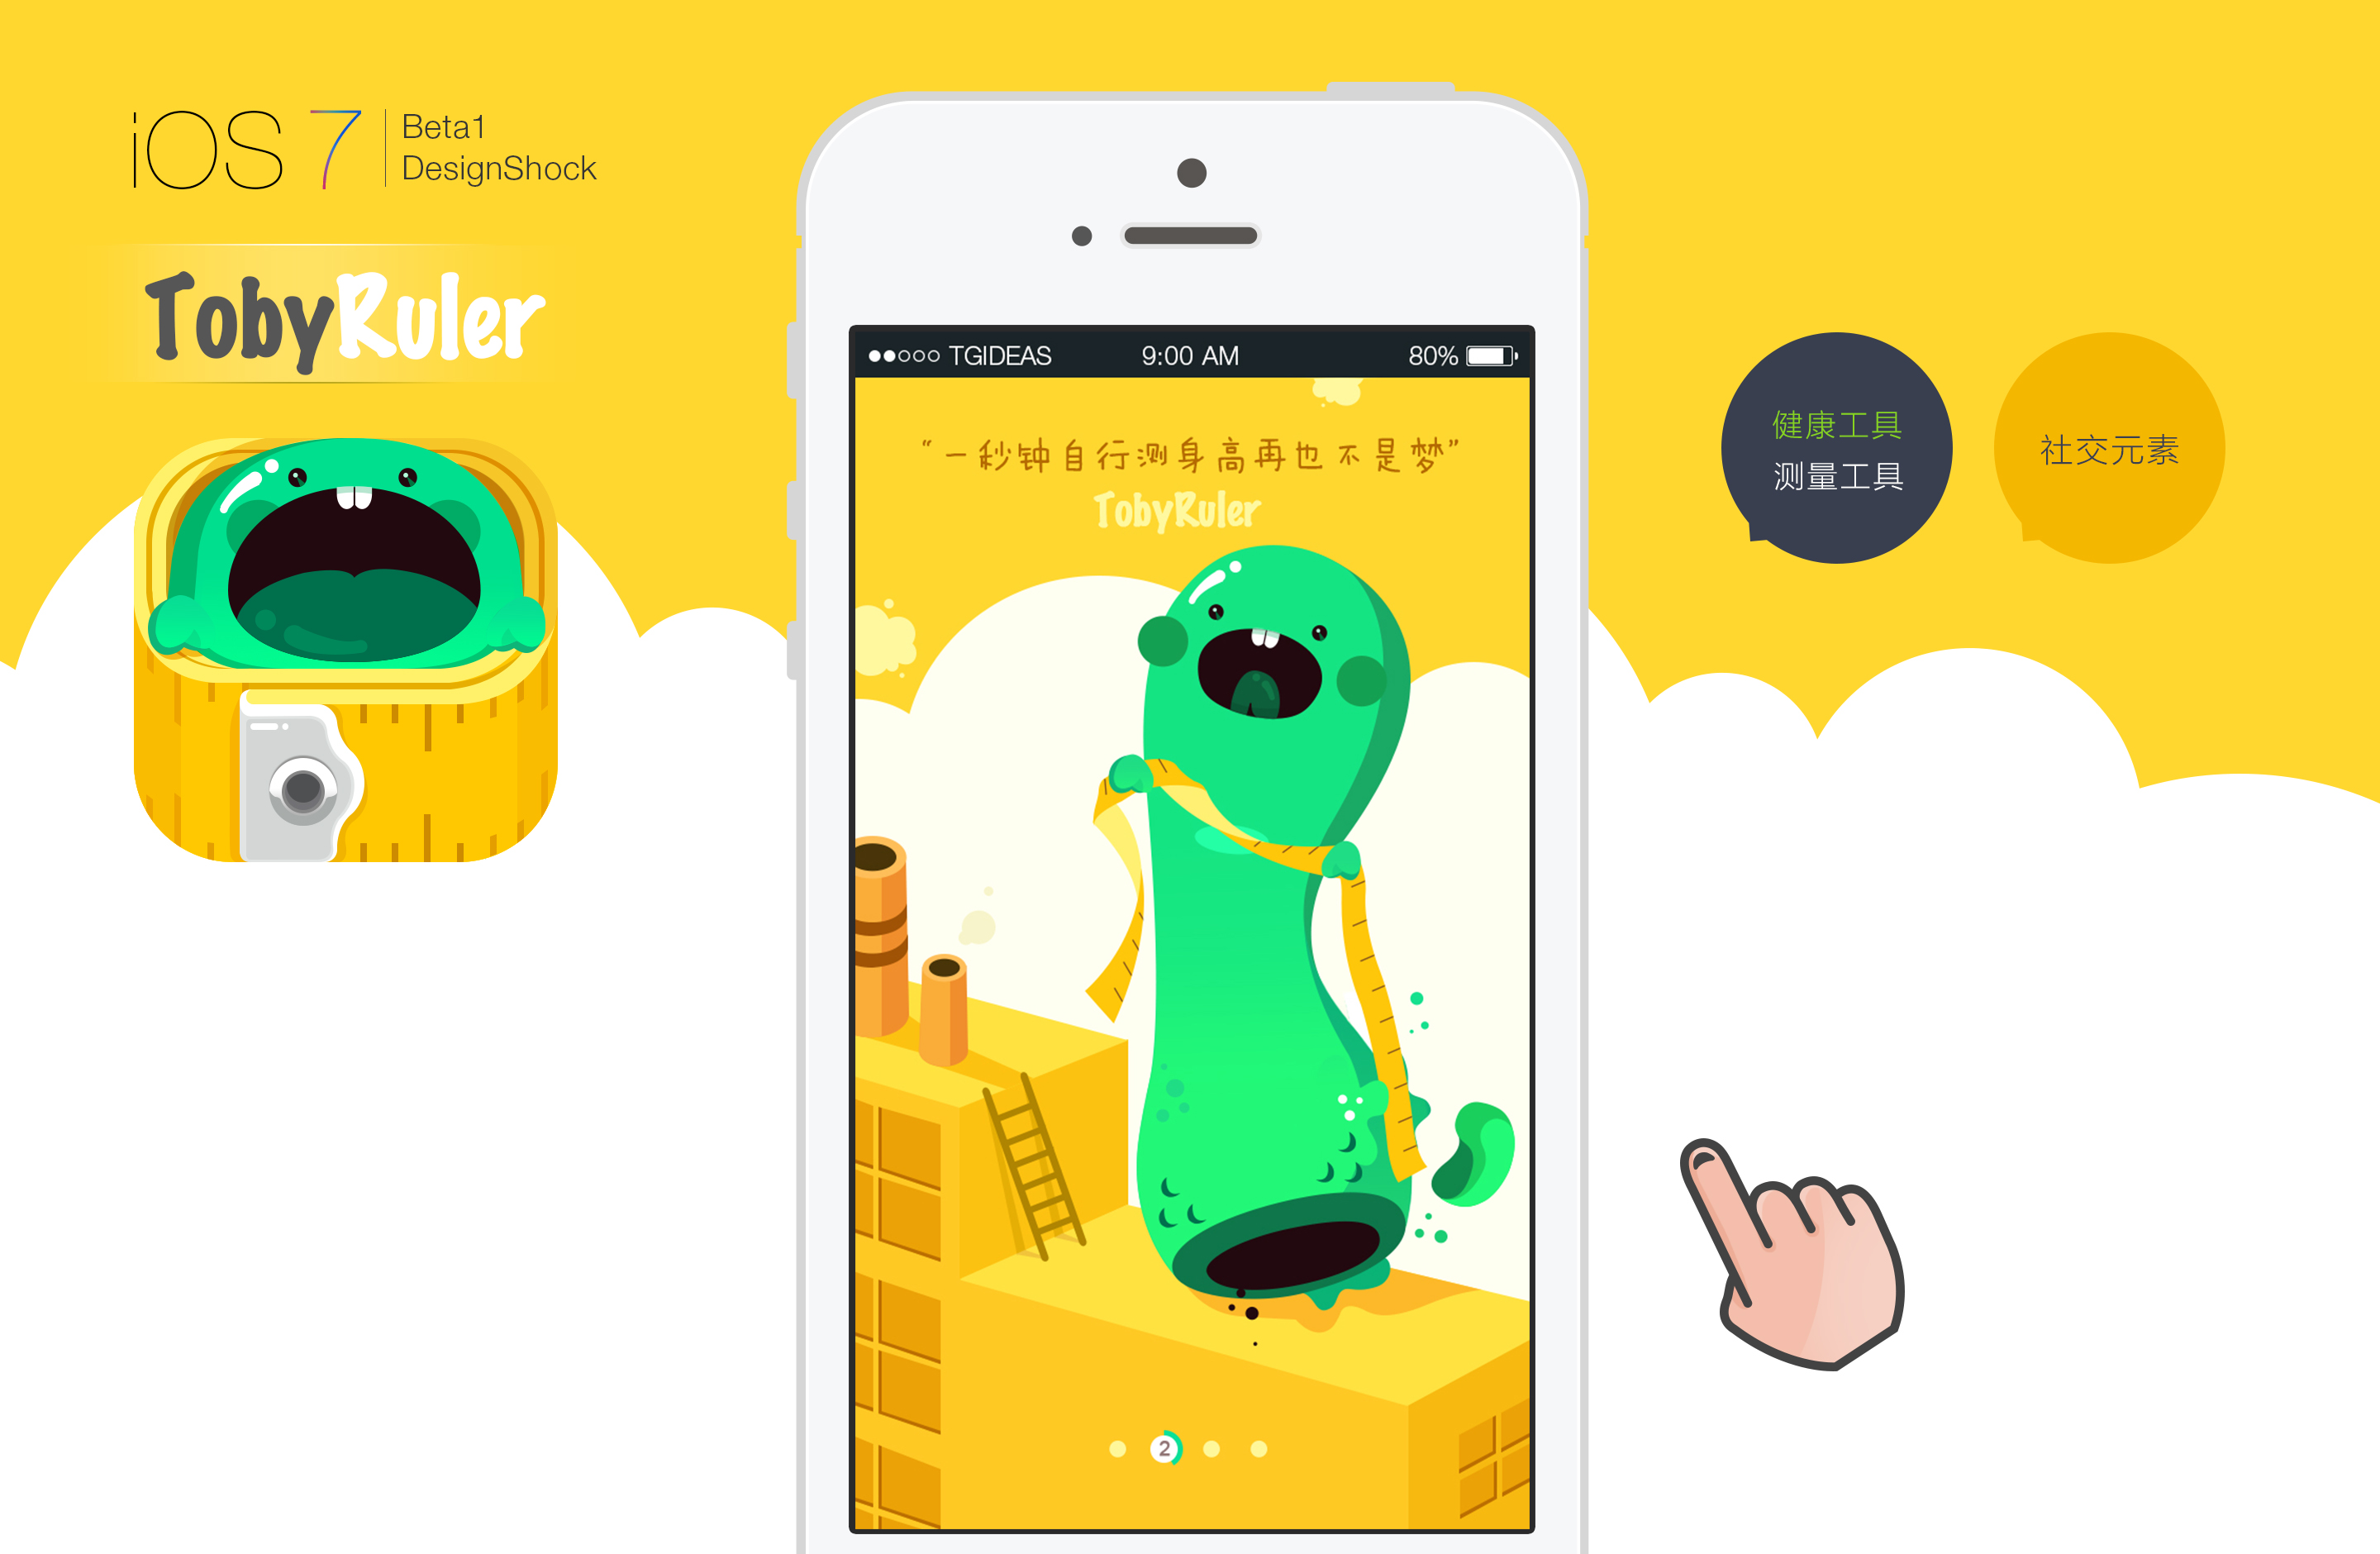 iOS 7
Beta1
DesignShock
TobyRuler
TGIDEAS 9:00 AM 80%
“一秒钟自行测身高再也不是梦”
TobyRuler
健康工具
测量工具
社交元素
2